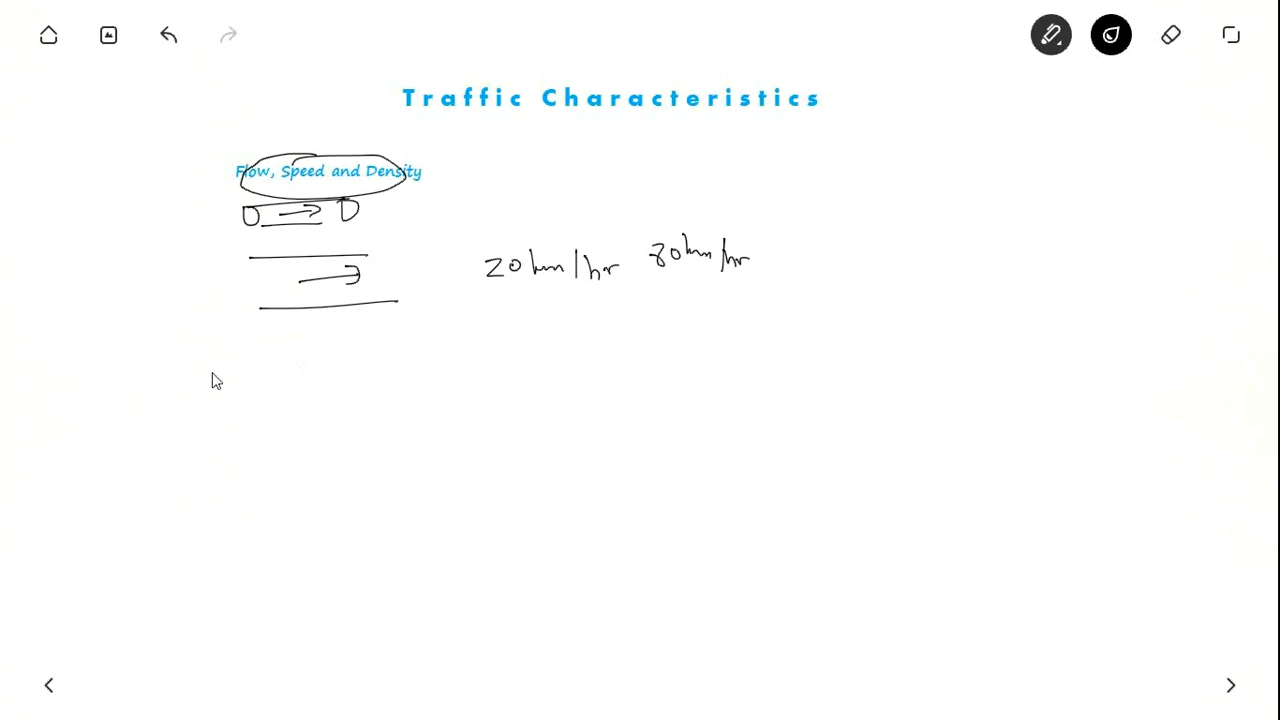 Traffic Characteristics
Flow, Speed and Density
O → D
20 km/hr 80 km/hr